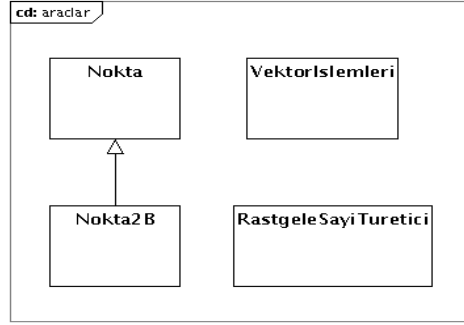 cd: araclar
Nokta
VektorIslemleri
Nokta2B
RastgeleSayiTuretici